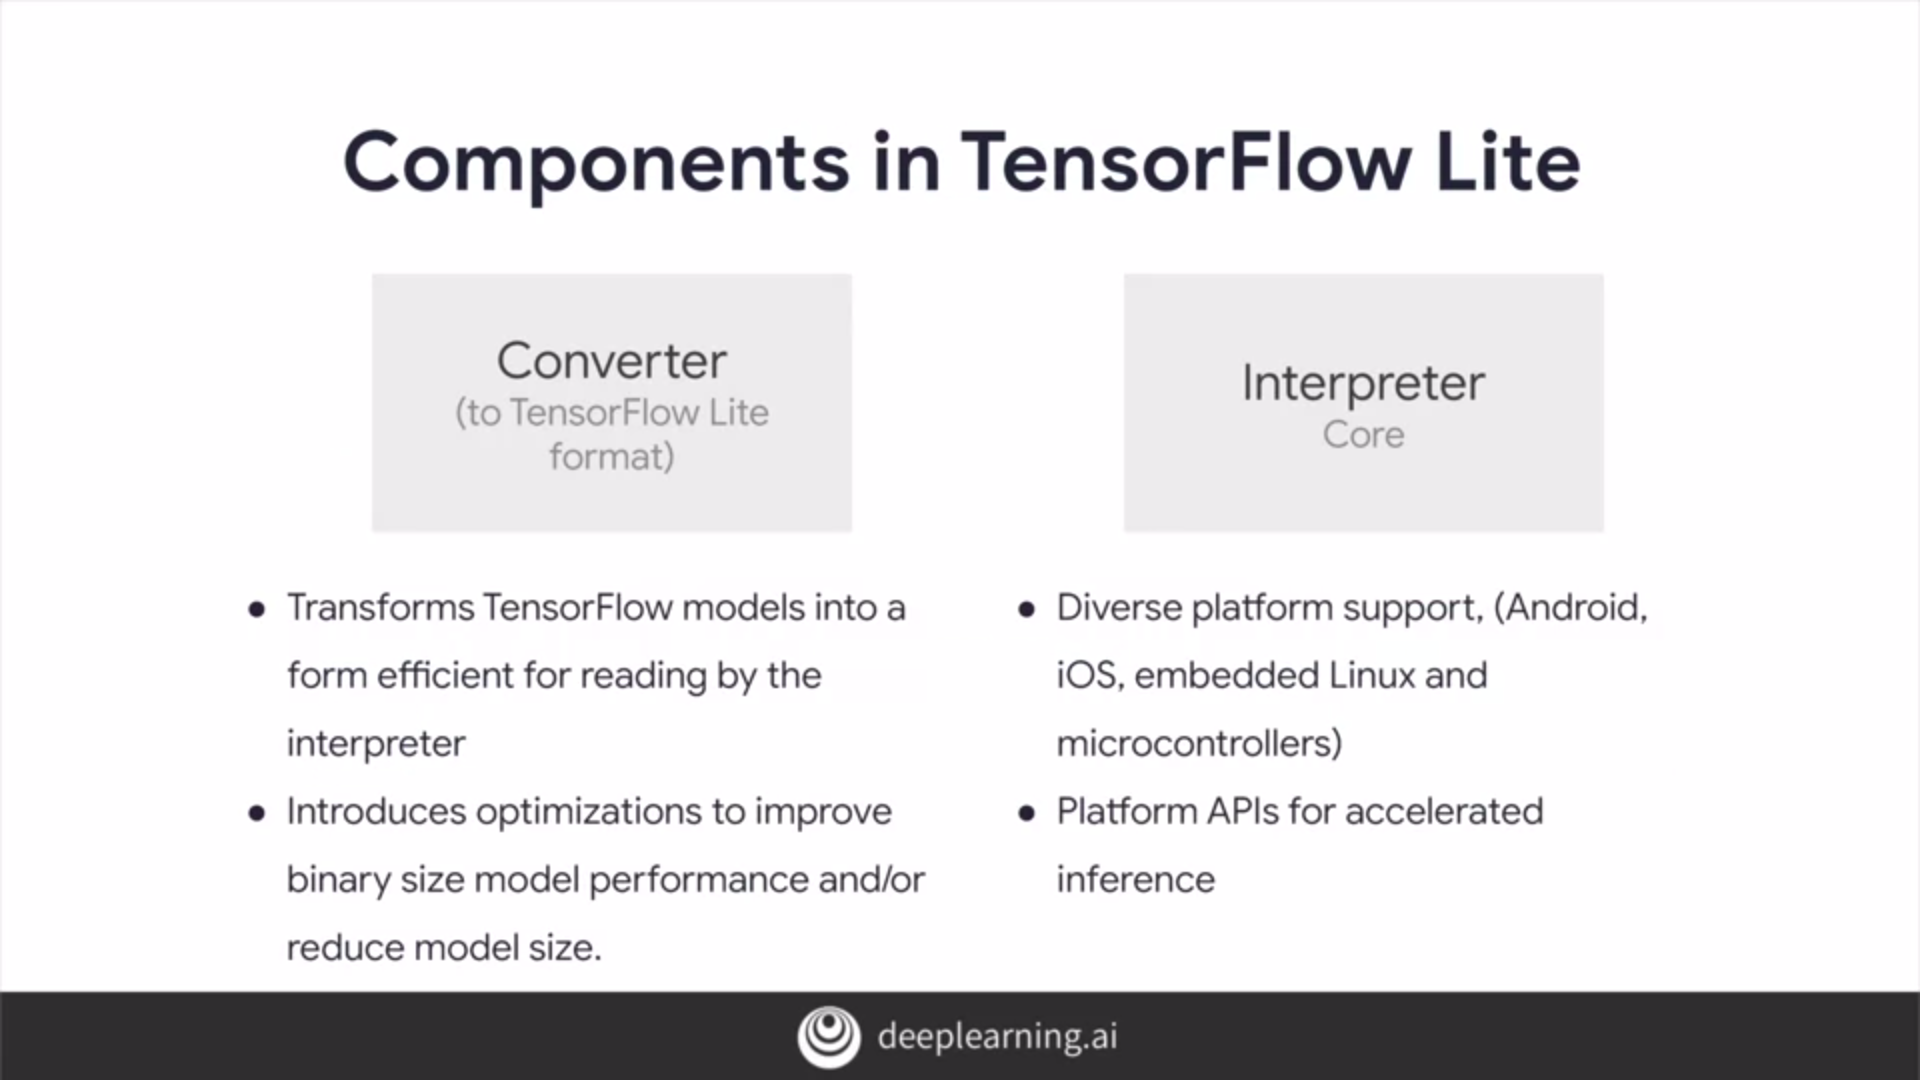 Components in TensorFlow Lite
Converter
(to TensorFlow Lite
format)
Interpreter
Core
● Transforms TensorFlow models into a
form efficient for reading by the
interpreter
● Introduces optimizations to improve
binary size model performance and/or
reduce model size.
● Diverse platform support, (Android,
iOS, embedded Linux and
microcontrollers)
● Platform APIs for accelerated
inference
deeplearning.ai